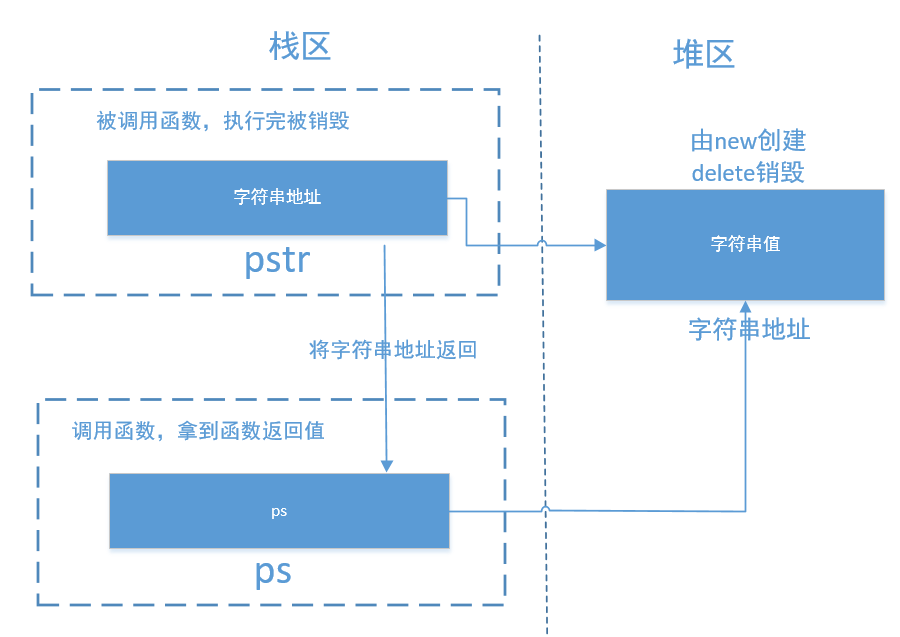 栈区
堆区
被调用函数，执行完被销毁
字符串地址
pstr
由new创建
delete销毁
字符串值
字符串地址
将字符串地址返回
调用函数，拿到函数返回值
ps
ps